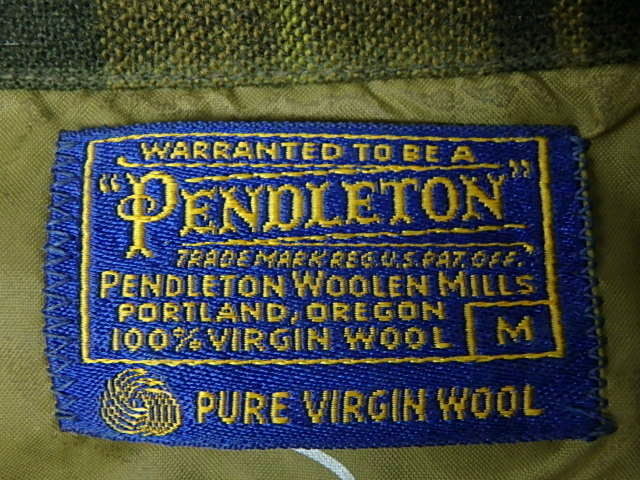 WARRANTED TO BE A
"PENDLETON"
TRADE MARK REG. U.S. PAT. OFF.
PENDLETON WOOLEN MILLS
PORTLAND, OREGON
100% VIRGIN WOOL M
PURE VIRGIN WOOL